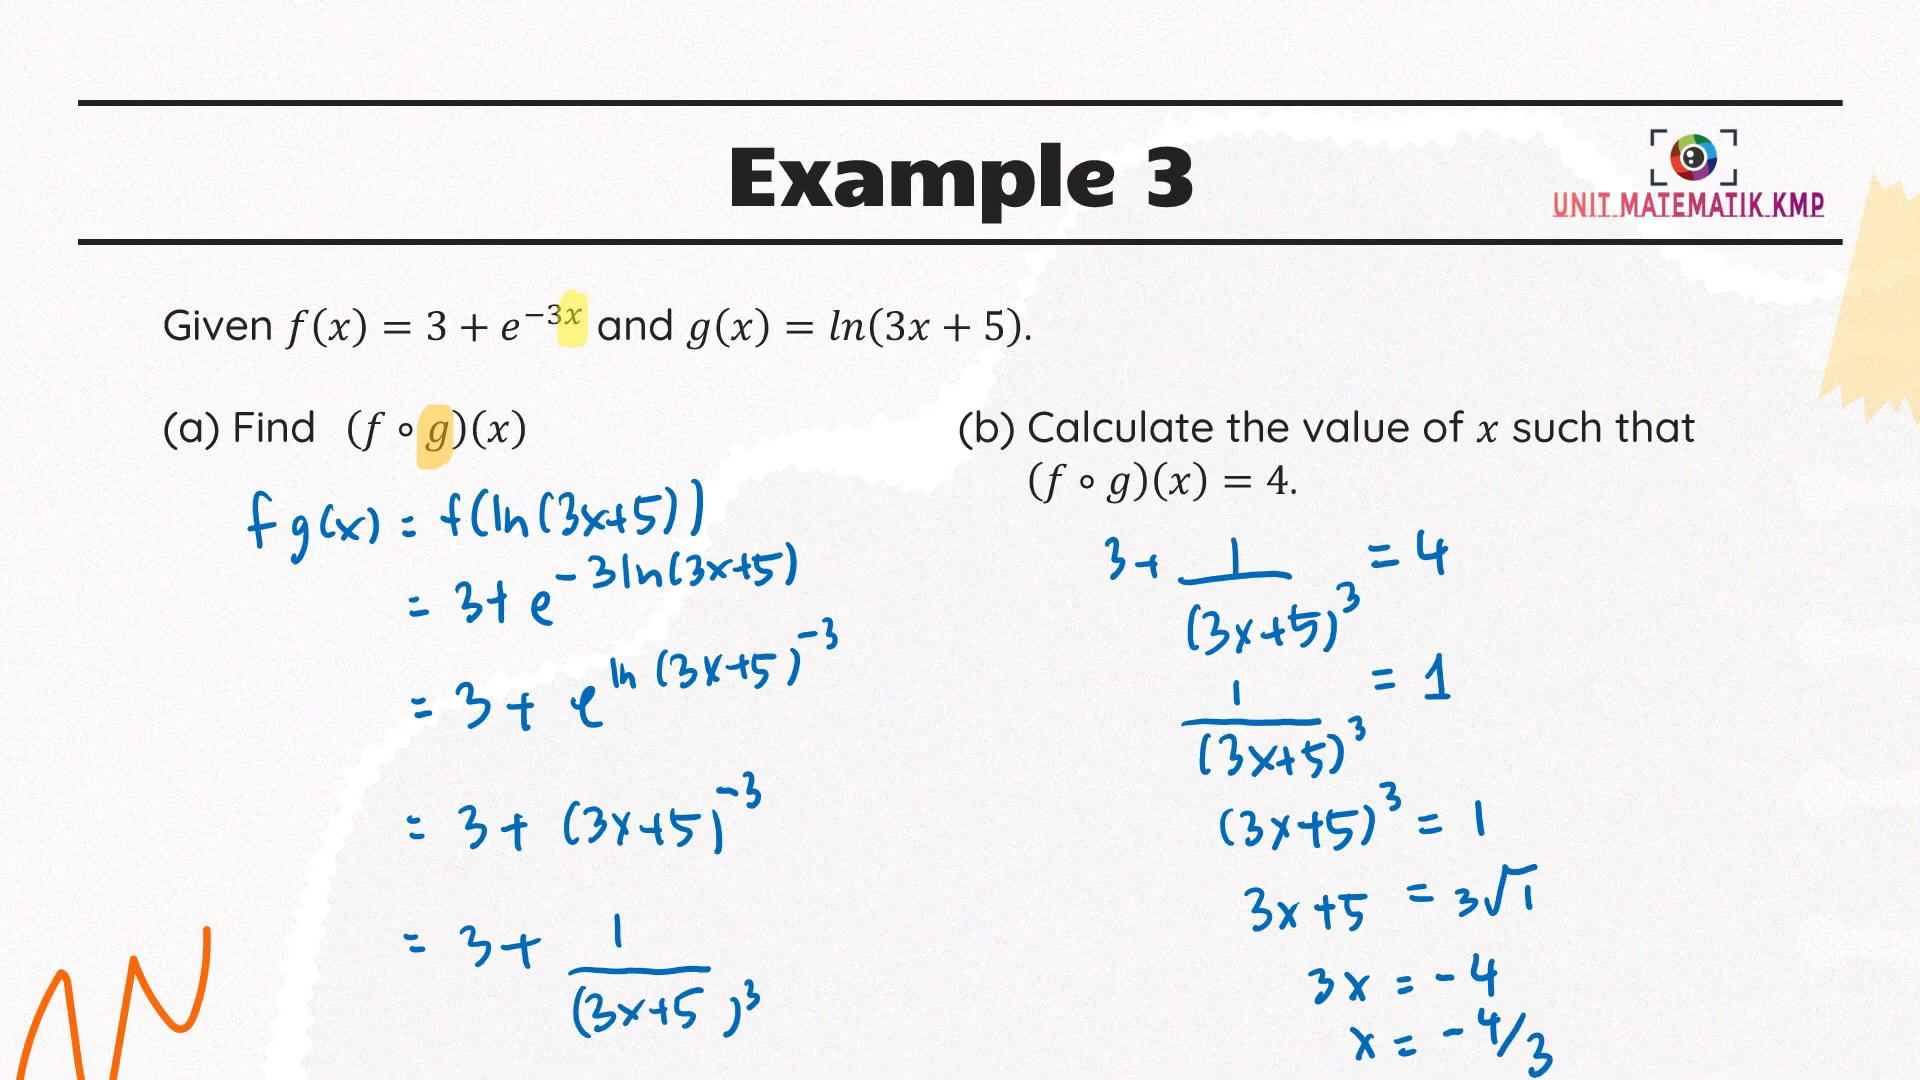 Example 3
UNIT MATEMATIK KMP
Given f(x) = 3 + e^{−3x} and g(x) = ln(3x + 5).
(a) Find (f ∘ g)(x)
fg(x) = f(ln(3x+5))
= 3 + e^{-3ln(3x+5)}
= 3 + e^{ln(3x+5)^{-3}}
= 3 + (3x+5)^{-3}
= 3 + 1/(3x+5)^3
(b) Calculate the value of x such that
(f ∘ g)(x) = 4.
3 + 1/(3x+5)^3 = 4
1/(3x+5)^3 = 1
(3x+5)^3 = 1
3x+5 = 3√1
3x = -4
x = -4/3